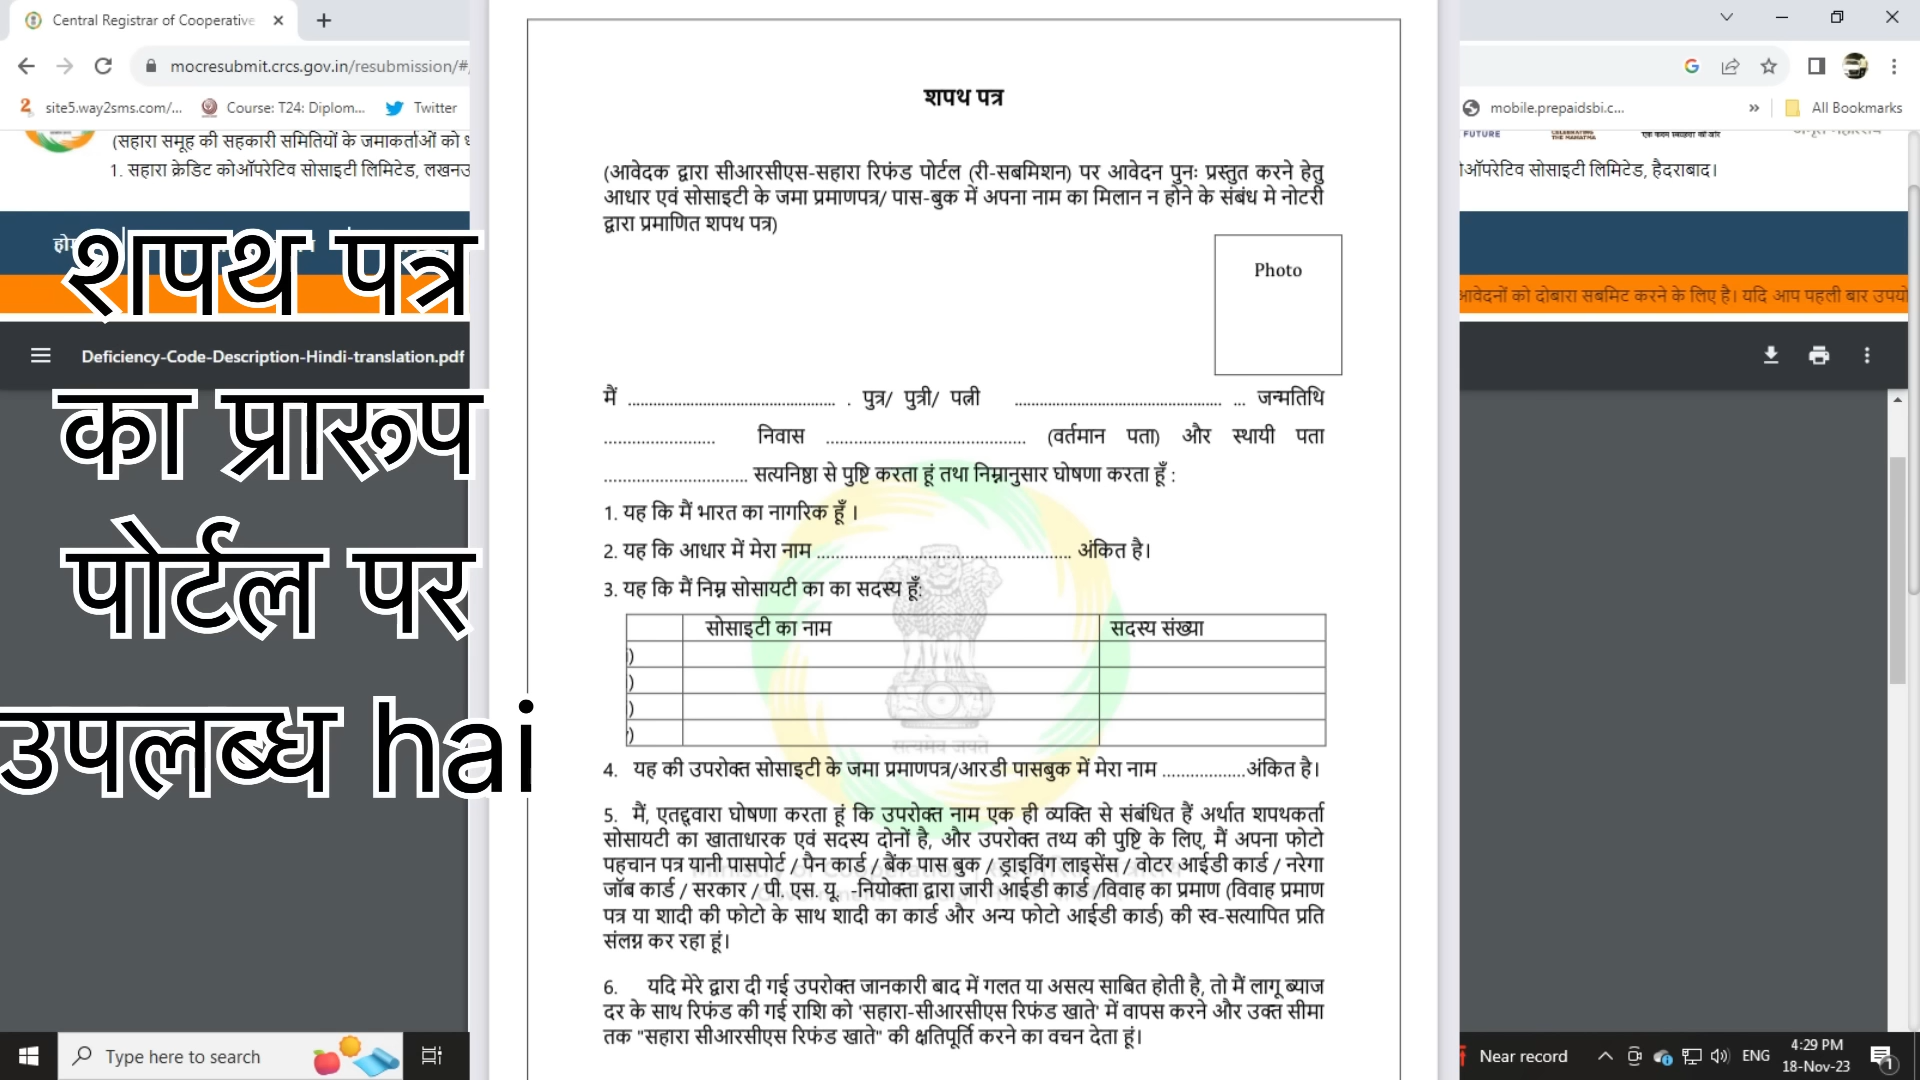 Central Registrar of Cooperative
mocresubmit.crcs.gov.in/resubmission/#
site5.way2sms.com/...
Course: T24: Diplom...
Twitter
mobile.prepaidsbi.c...
All Bookmarks
(सहारा समूह की सहकारी समितियों के जमाकर्ताओं को
1. सहारा क्रेडिट कोऑपरेटिव सोसाइटी लिमिटेड, लखनउ
FUTURE
CELEBRATING
THE MAHATMA
ओऑपरेटिव सोसाइटी लिमिटेड, हैदराबाद।
आवेदनों को दोबारा सबमिट करने के लिए है। यदि आप पहली बार उपयो
Deficiency-Code-Description-Hindi-translation.pdf
शपथ पत्र
का प्रारूप
पोर्टल पर
उपलब्ध hai
शपथ पत्र
(आवेदक द्वारा सीआरसीएस-सहारा रिफंड पोर्टल (री-सबमिशन) पर आवेदन पुनः प्रस्तुत करने हेतु
आधार एवं सोसाइटी के जमा प्रमाणपत्र/ पास-बुक में अपना नाम का मिलान न होने के संबंध मे नोटरी
द्वारा प्रमाणित शपथ पत्र)
Photo
मैं ................................................. . पुत्र/ पुत्री/ पत्नी ................................................. ... जन्मतिथि
........................ निवास ........................................... (वर्तमान पता) और स्थायी पता
............................... सत्यनिष्ठा से पुष्टि करता हूं तथा निम्नानुसार घोषणा करता हूँ :
1. यह कि मैं भारत का नागरिक हूँ ।
2. यह कि आधार में मेरा नाम ...................................................... अंकित है।
3. यह कि मैं निम्न सोसायटी का का सदस्य हूँ:
सोसाइटी का नाम सदस्य संख्या
सत्यमेव जयते
4. यह की उपरोक्त सोसाइटी के जमा प्रमाणपत्र/आरडी पासबुक में मेरा नाम ..................अंकित है।
5. मैं, एतद्द्वारा घोषणा करता हूं कि उपरोक्त नाम एक ही व्यक्ति से संबंधित हैं अर्थात शपथकर्ता
सोसायटी का खाताधारक एवं सदस्य दोनों है, और उपरोक्त तथ्य की पुष्टि के लिए, मैं अपना फोटो
पहचान पत्र यानी पासपोर्ट / पैन कार्ड / बैंक पास बुक / ड्राइविंग लाइसेंस / वोटर आईडी कार्ड / नरेगा
जॉब कार्ड / सरकार / पी. एस. यू. -नियोक्ता द्वारा जारी आईडी कार्ड /विवाह का प्रमाण (विवाह प्रमाण
पत्र या शादी की फोटो के साथ शादी का कार्ड और अन्य फोटो आईडी कार्ड) की स्व-सत्यापित प्रति
संलग्न कर रहा हूं।
6. यदि मेरे द्वारा दी गई उपरोक्त जानकारी बाद में गलत या असत्य साबित होती है, तो मैं लागू ब्याज
दर के साथ रिफंड की गई राशि को 'सहारा-सीआरसीएस रिफंड खाते' में वापस करने और उक्त सीमा
तक "सहारा सीआरसीएस रिफंड खाते" की क्षतिपूर्ति करने का वचन देता हूं।
Type here to search
Near record
ENG
4:29 PM
18-Nov-23
1